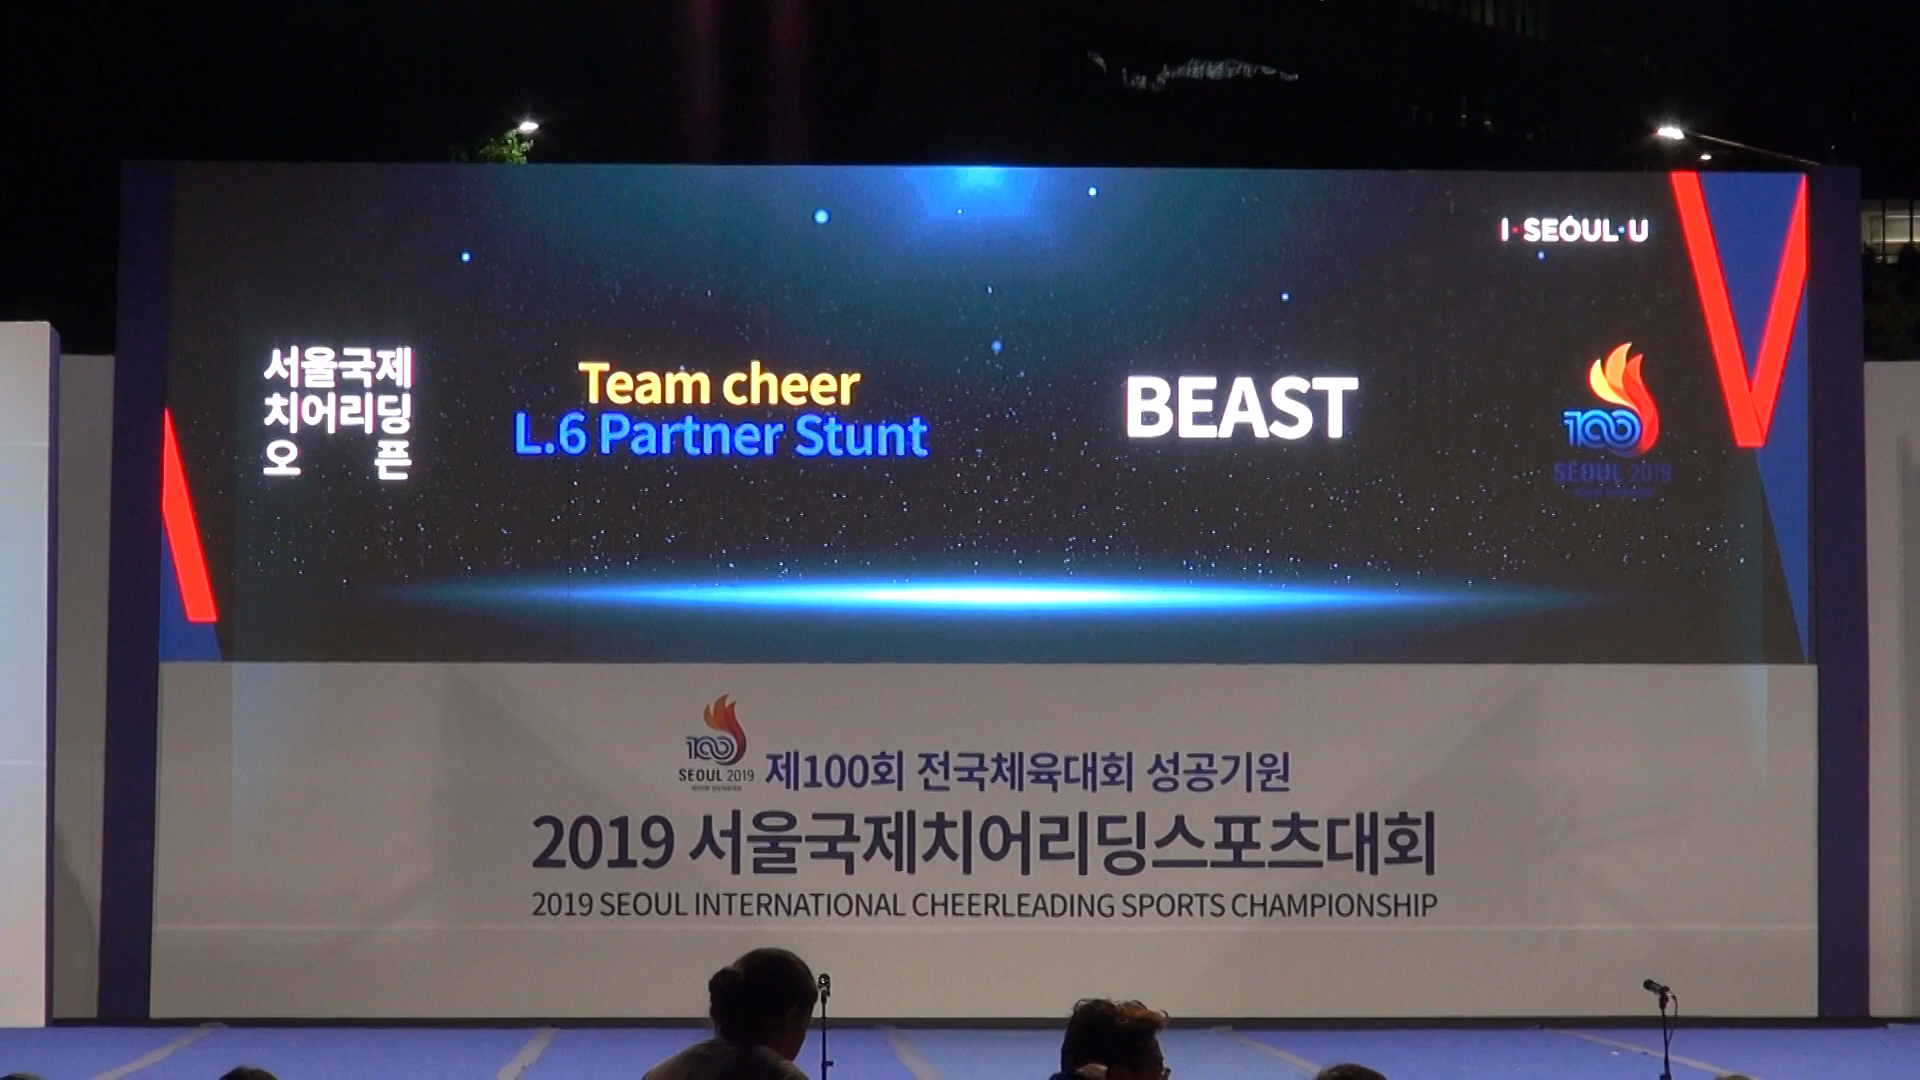 I·SEOUL·U
서울국제
치어리딩
오 픈
Team cheer
L.6 Partner Stunt
BEAST
100
SEOUL 2019
100
SEOUL 2019
제100회 전국체육대회 성공기원
2019 서울국제치어리딩스포츠대회
2019 SEOUL INTERNATIONAL CHEERLEADING SPORTS CHAMPIONSHIP